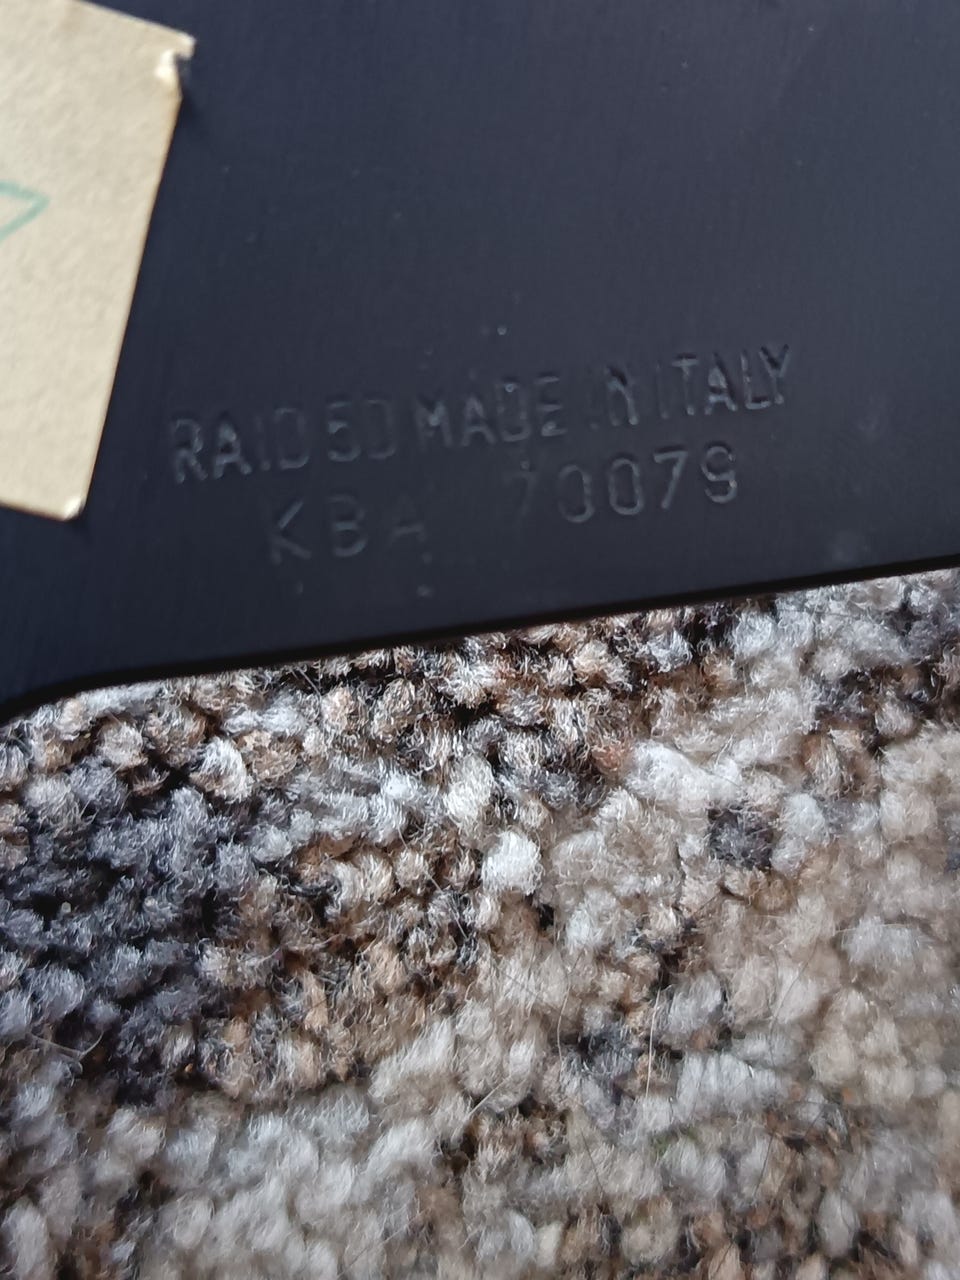 RAID 5D MADE IN ITALY
KBA 70079